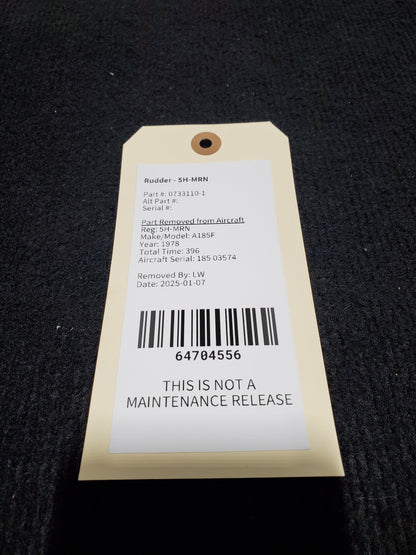 Rudder - 5H-MRN
Part #: 0733110-1
Alt Part #:
Serial #:
Part Removed from Aircraft
Reg: 5H-MRN
Make/Model: A185F
Year: 1978
Total Time: 396
Aircraft Serial: 185 03574
Removed By: LW
Date: 2025-01-07
64704556
THIS IS NOT A
MAINTENANCE RELEASE